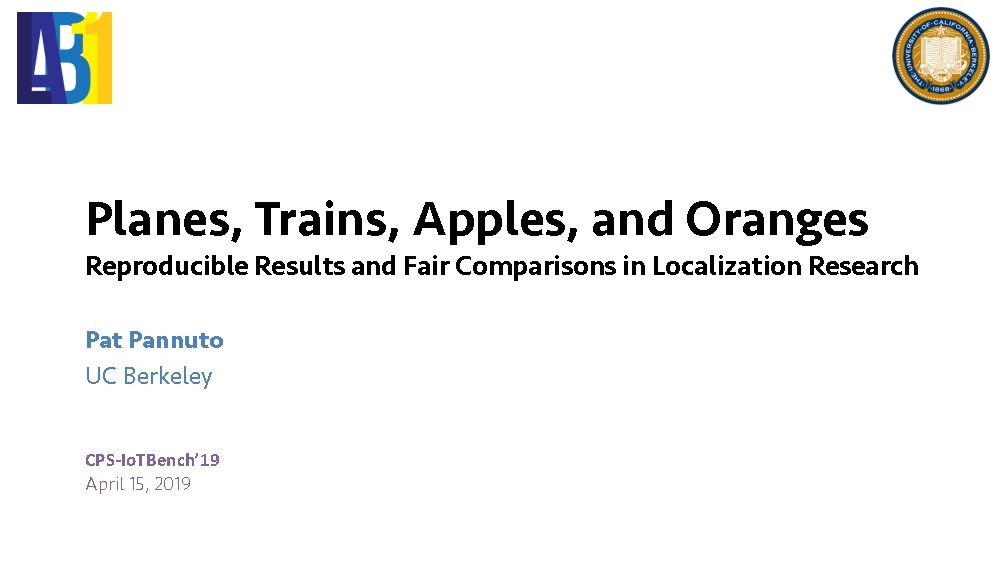 LAB11
THE UNIVERSITY OF CALIFORNIA BERKELEY
1868
Planes, Trains, Apples, and Oranges
Reproducible Results and Fair Comparisons in Localization Research
Pat Pannuto
UC Berkeley
CPS-IoTBench’19
April 15, 2019